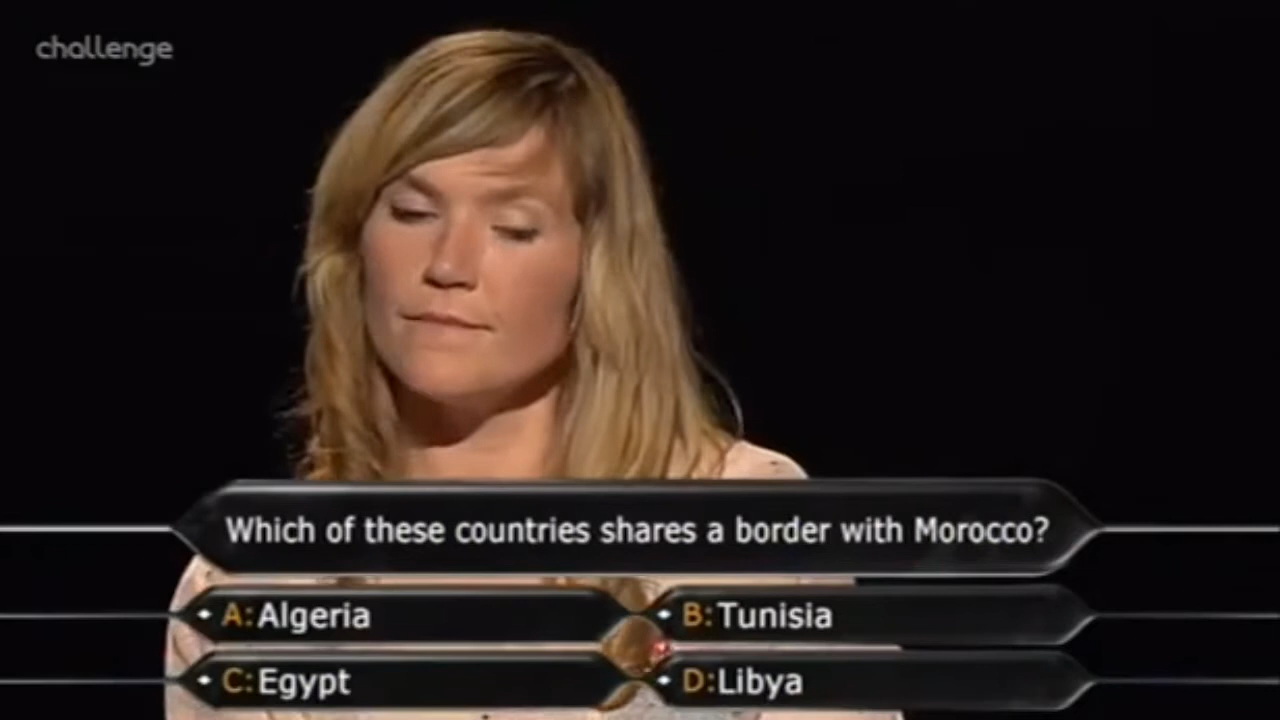 challenge
Which of these countries shares a border with Morocco?
A: Algeria
B: Tunisia
C: Egypt
D: Libya